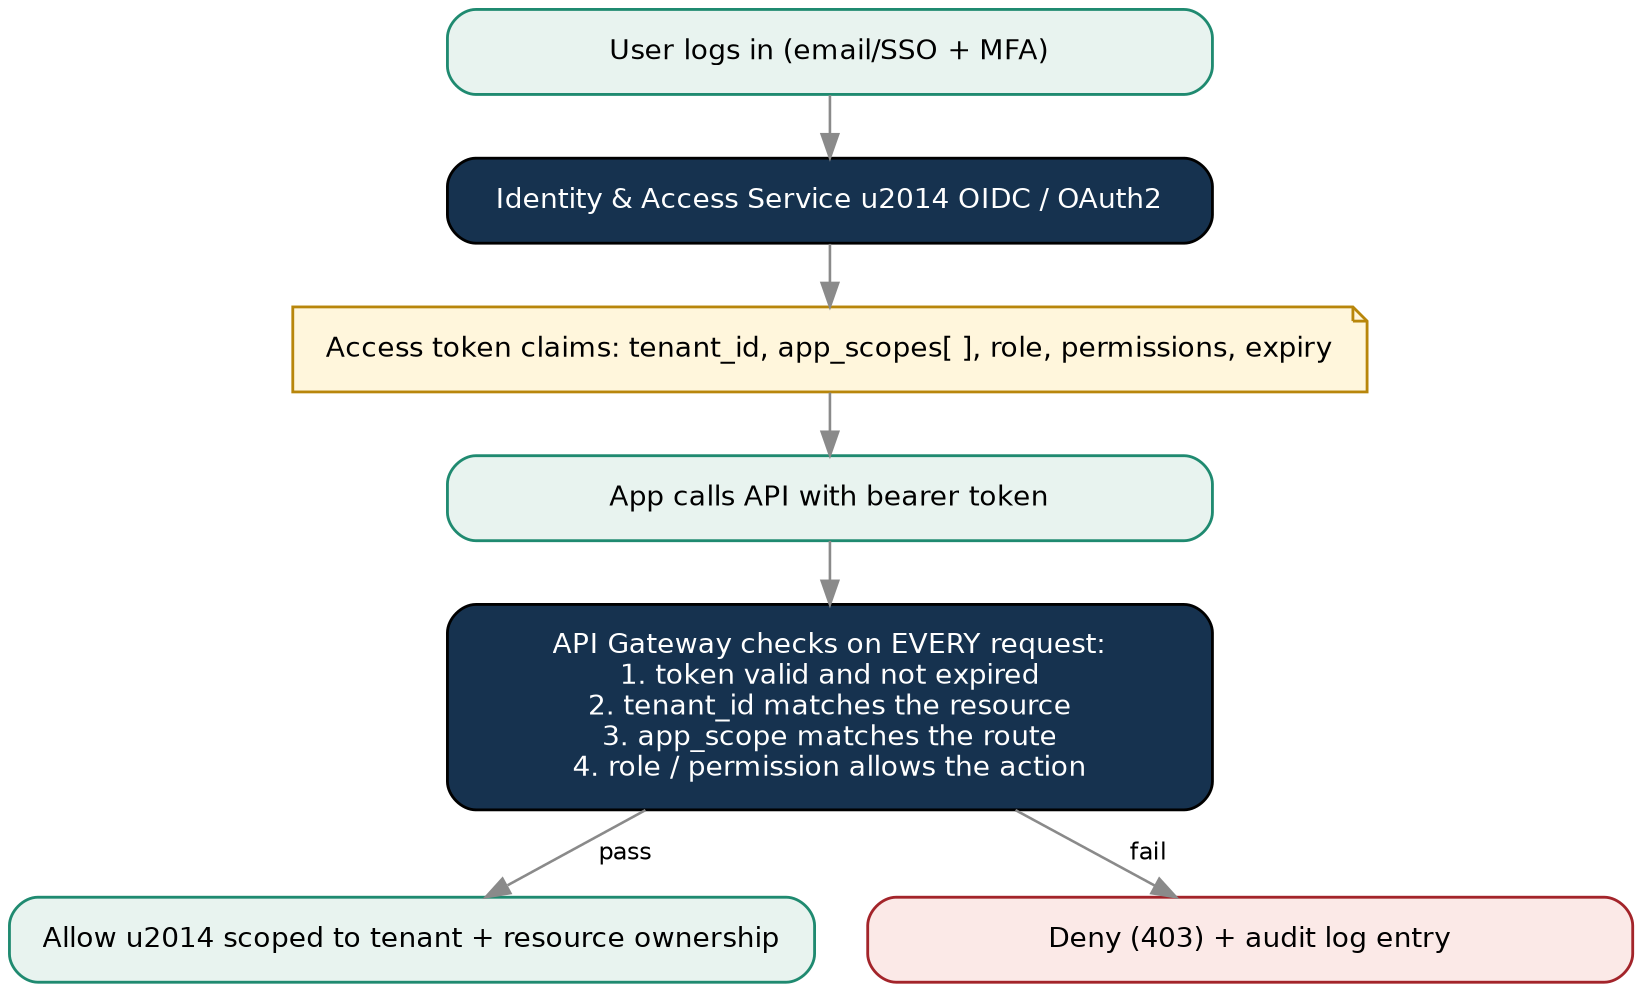 User logs in (email/SSO + MFA)
Identity & Access Service u2014 OIDC / OAuth2
Access token claims: tenant_id, app_scopes[ ], role, permissions, expiry
App calls API with bearer token
API Gateway checks on EVERY request:
1. token valid and not expired
2. tenant_id matches the resource
3. app_scope matches the route
4. role / permission allows the action
pass
fail
Allow u2014 scoped to tenant + resource ownership
Deny (403) + audit log entry